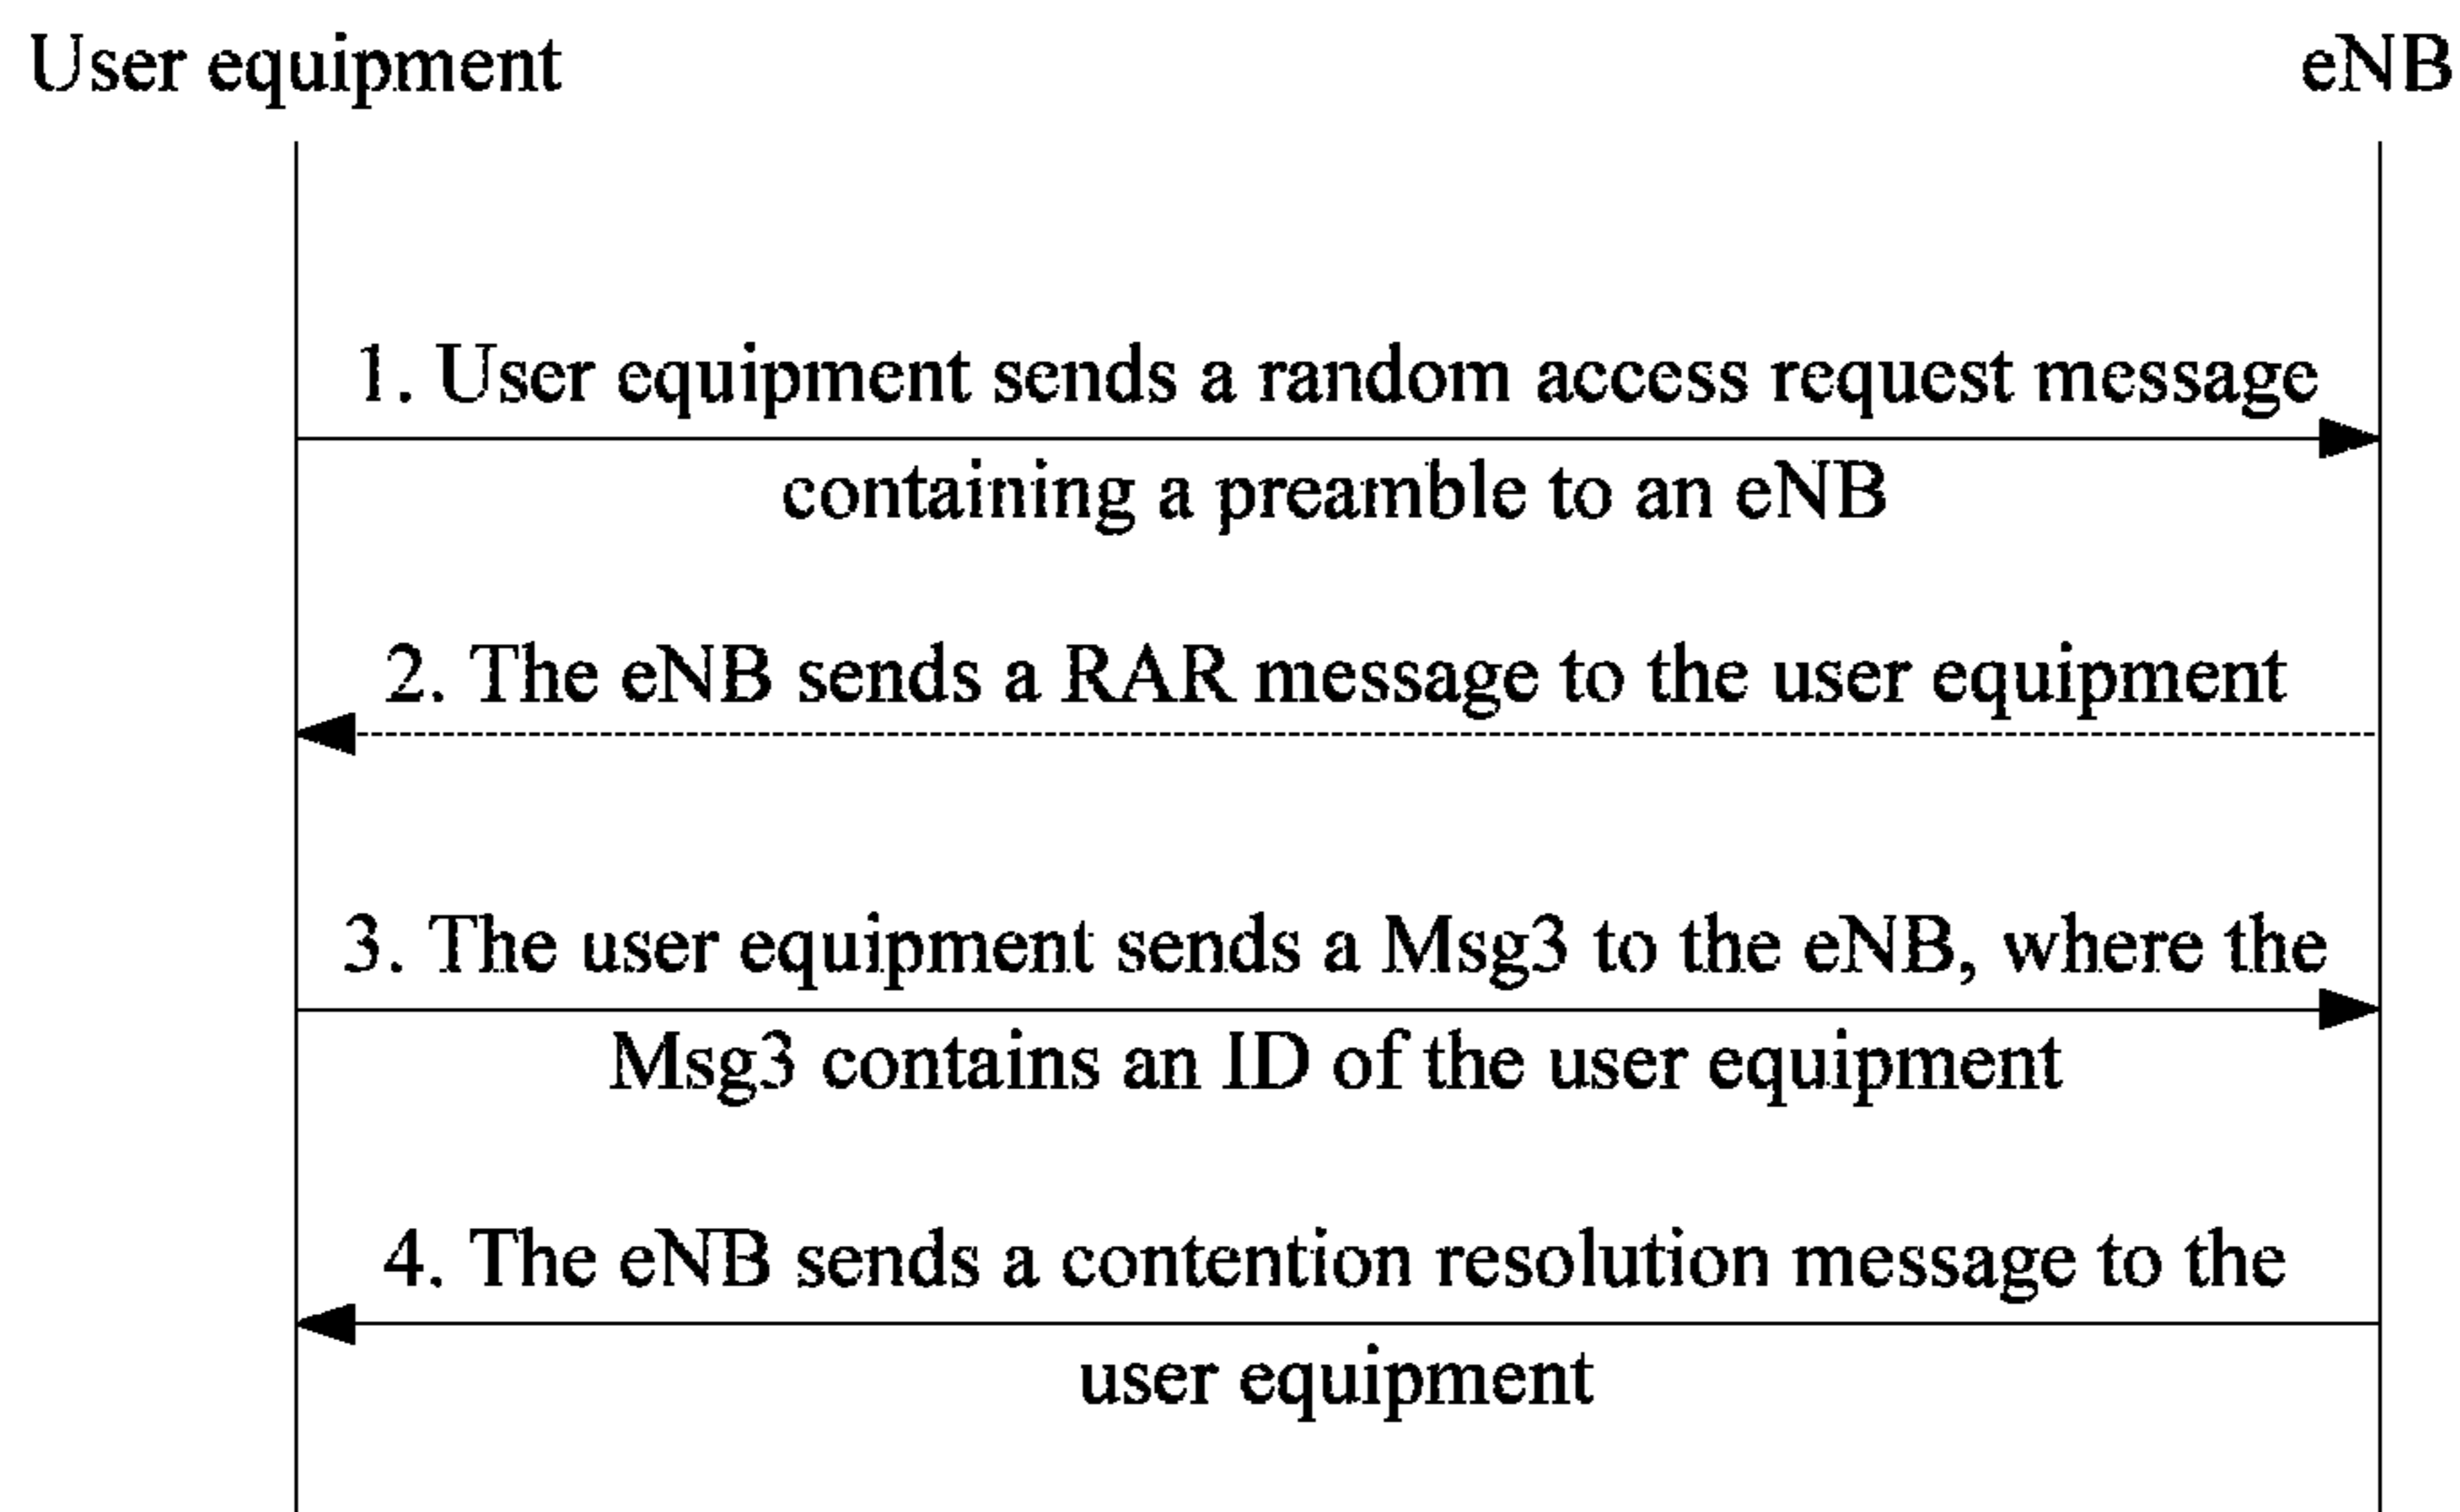 User equipment
eNB
1. User equipment sends a random access request message
containing a preamble to an eNB
2. The eNB sends a RAR message to the user equipment
3. The user equipment sends a Msg3 to the eNB, where the
Msg3 contains an ID of the user equipment
4. The eNB sends a contention resolution message to the
user equipment